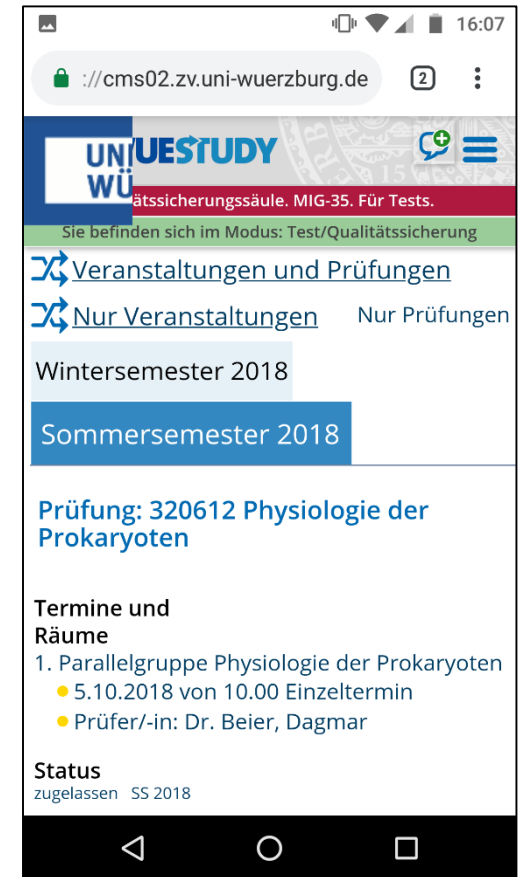 16:07
://cms02.zv.uni-wuerzburg.de 2
UNI
WÜ
UESTUDY
ätssicherungssäule. MIG-35. Für Tests.
Sie befinden sich im Modus: Test/Qualitätssicherung
Veranstaltungen und Prüfungen
Nur Veranstaltungen Nur Prüfungen
Wintersemester 2018
Sommersemester 2018
Prüfung: 320612 Physiologie der
Prokaryoten
Termine und
Räume
1. Parallelgruppe Physiologie der Prokaryoten
5.10.2018 von 10.00 Einzeltermin
Prüfer/-in: Dr. Beier, Dagmar
Status
zugelassen SS 2018